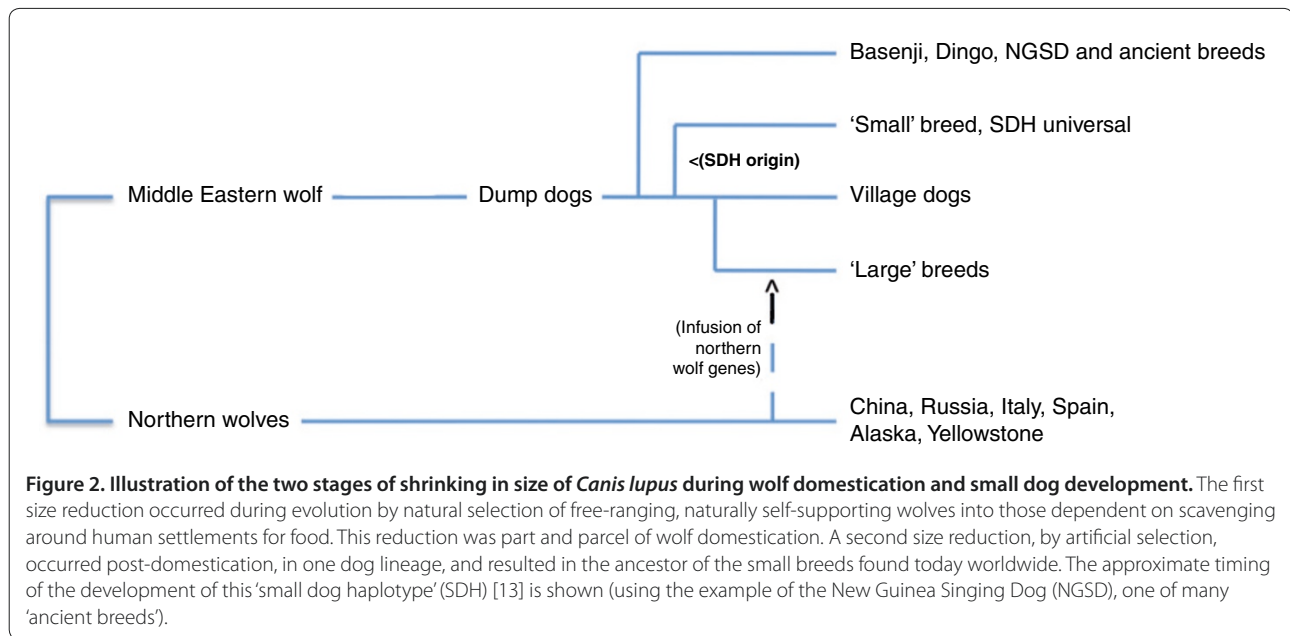 Basenji, Dingo, NGSD and ancient breeds
‘Small’ breed, SDH universal
<(SDH origin)
Middle Eastern wolf
Dump dogs
Village dogs
‘Large’ breeds
(Infusion of
northern
wolf genes)
Northern wolves
China, Russia, Italy, Spain,
Alaska, Yellowstone
Figure 2. Illustration of the two stages of shrinking in size of Canis lupus during wolf domestication and small dog development. The first
size reduction occurred during evolution by natural selection of free-ranging, naturally self-supporting wolves into those dependent on scavenging
around human settlements for food. This reduction was part and parcel of wolf domestication. A second size reduction, by artificial selection,
occurred post-domestication, in one dog lineage, and resulted in the ancestor of the small breeds found today worldwide. The approximate timing
of the development of this ‘small dog haplotype’ (SDH) [13] is shown (using the example of the New Guinea Singing Dog (NGSD), one of many
‘ancient breeds’).